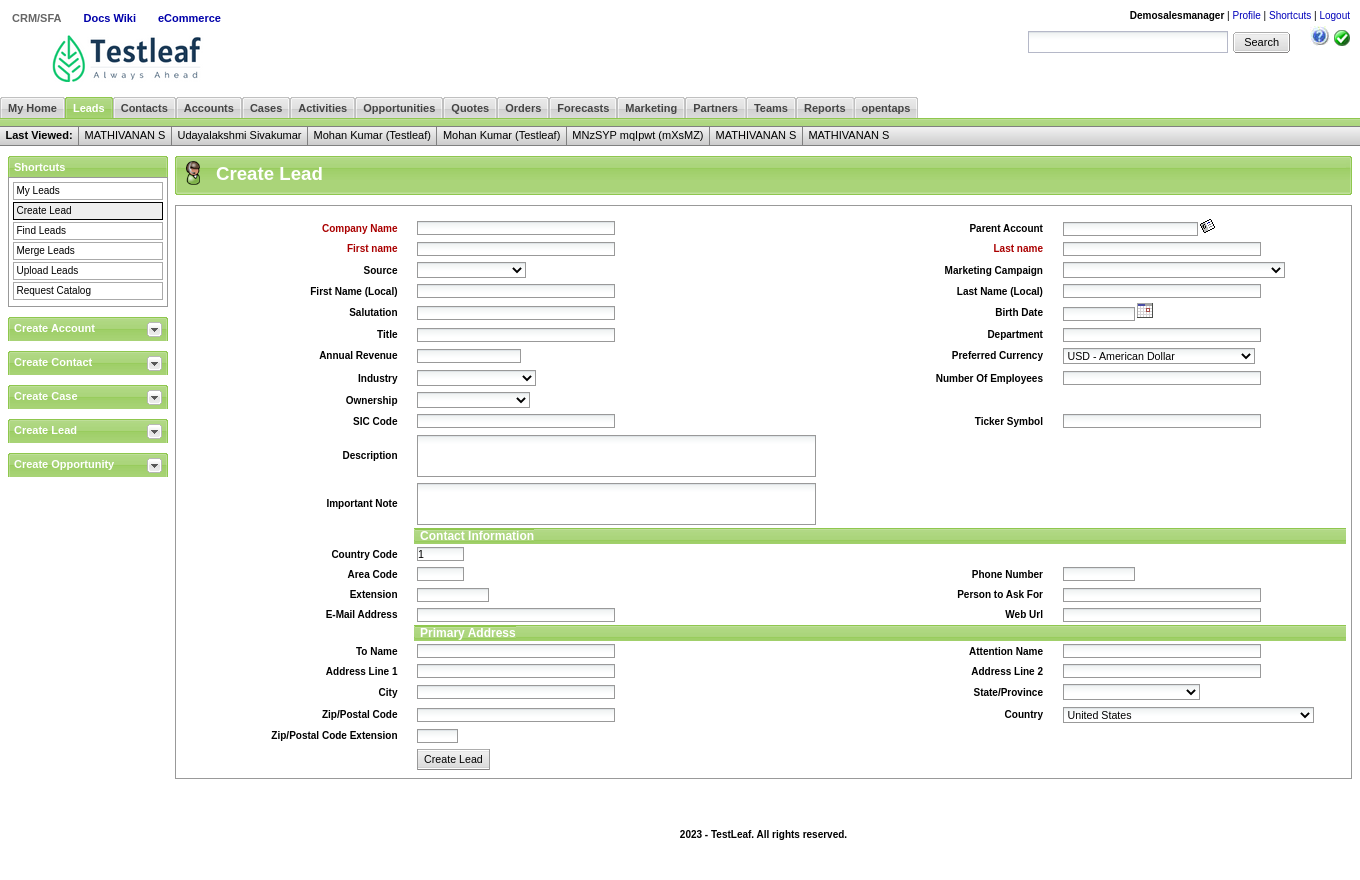 CRM/SFA Docs Wiki eCommerce
Demosalesmanager | Profile | Shortcuts | Logout
Testleaf
Always Ahead
Search
My Home Leads Contacts Accounts Cases Activities Opportunities Quotes Orders Forecasts Marketing Partners Teams Reports opentaps
Last Viewed: MATHIVANAN S Udayalakshmi Sivakumar Mohan Kumar (Testleaf) Mohan Kumar (Testleaf) MNzSYP mqIpwt (mXsMZ) MATHIVANAN S MATHIVANAN S
Shortcuts
My Leads
Create Lead
Find Leads
Merge Leads
Upload Leads
Request Catalog
Create Account
Create Contact
Create Case
Create Lead
Create Opportunity
Create Lead
Company Name Parent Account
First name Last name
Source Marketing Campaign
First Name (Local) Last Name (Local)
Salutation Birth Date
Title Department
Annual Revenue Preferred Currency USD - American Dollar
Industry Number Of Employees
Ownership
SIC Code Ticker Symbol
Description
Important Note
Contact Information
Country Code 1
Area Code Phone Number
Extension Person to Ask For
E-Mail Address Web Url
Primary Address
To Name Attention Name
Address Line 1 Address Line 2
City State/Province
Zip/Postal Code Country United States
Zip/Postal Code Extension
Create Lead
2023 - TestLeaf. All rights reserved.